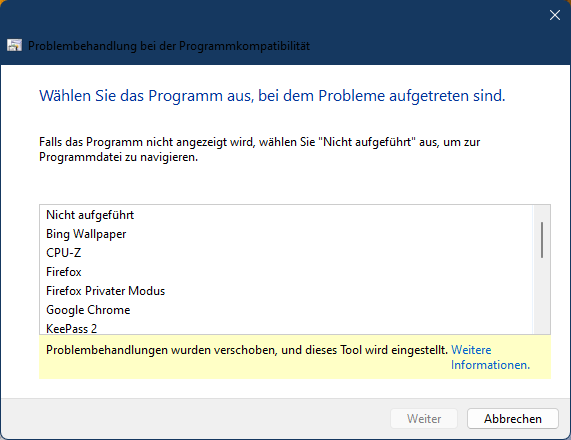 Problembehandlung bei der Programmkompatibilität
Wählen Sie das Programm aus, bei dem Probleme aufgetreten sind.
Falls das Programm nicht angezeigt wird, wählen Sie "Nicht aufgeführt" aus, um zur
Programmdatei zu navigieren.
Nicht aufgeführt
Bing Wallpaper
CPU-Z
Firefox
Firefox Privater Modus
Google Chrome
KeePass 2
Problembehandlungen wurden verschoben, und dieses Tool wird eingestellt. Weitere
Informationen.
Weiter
Abbrechen